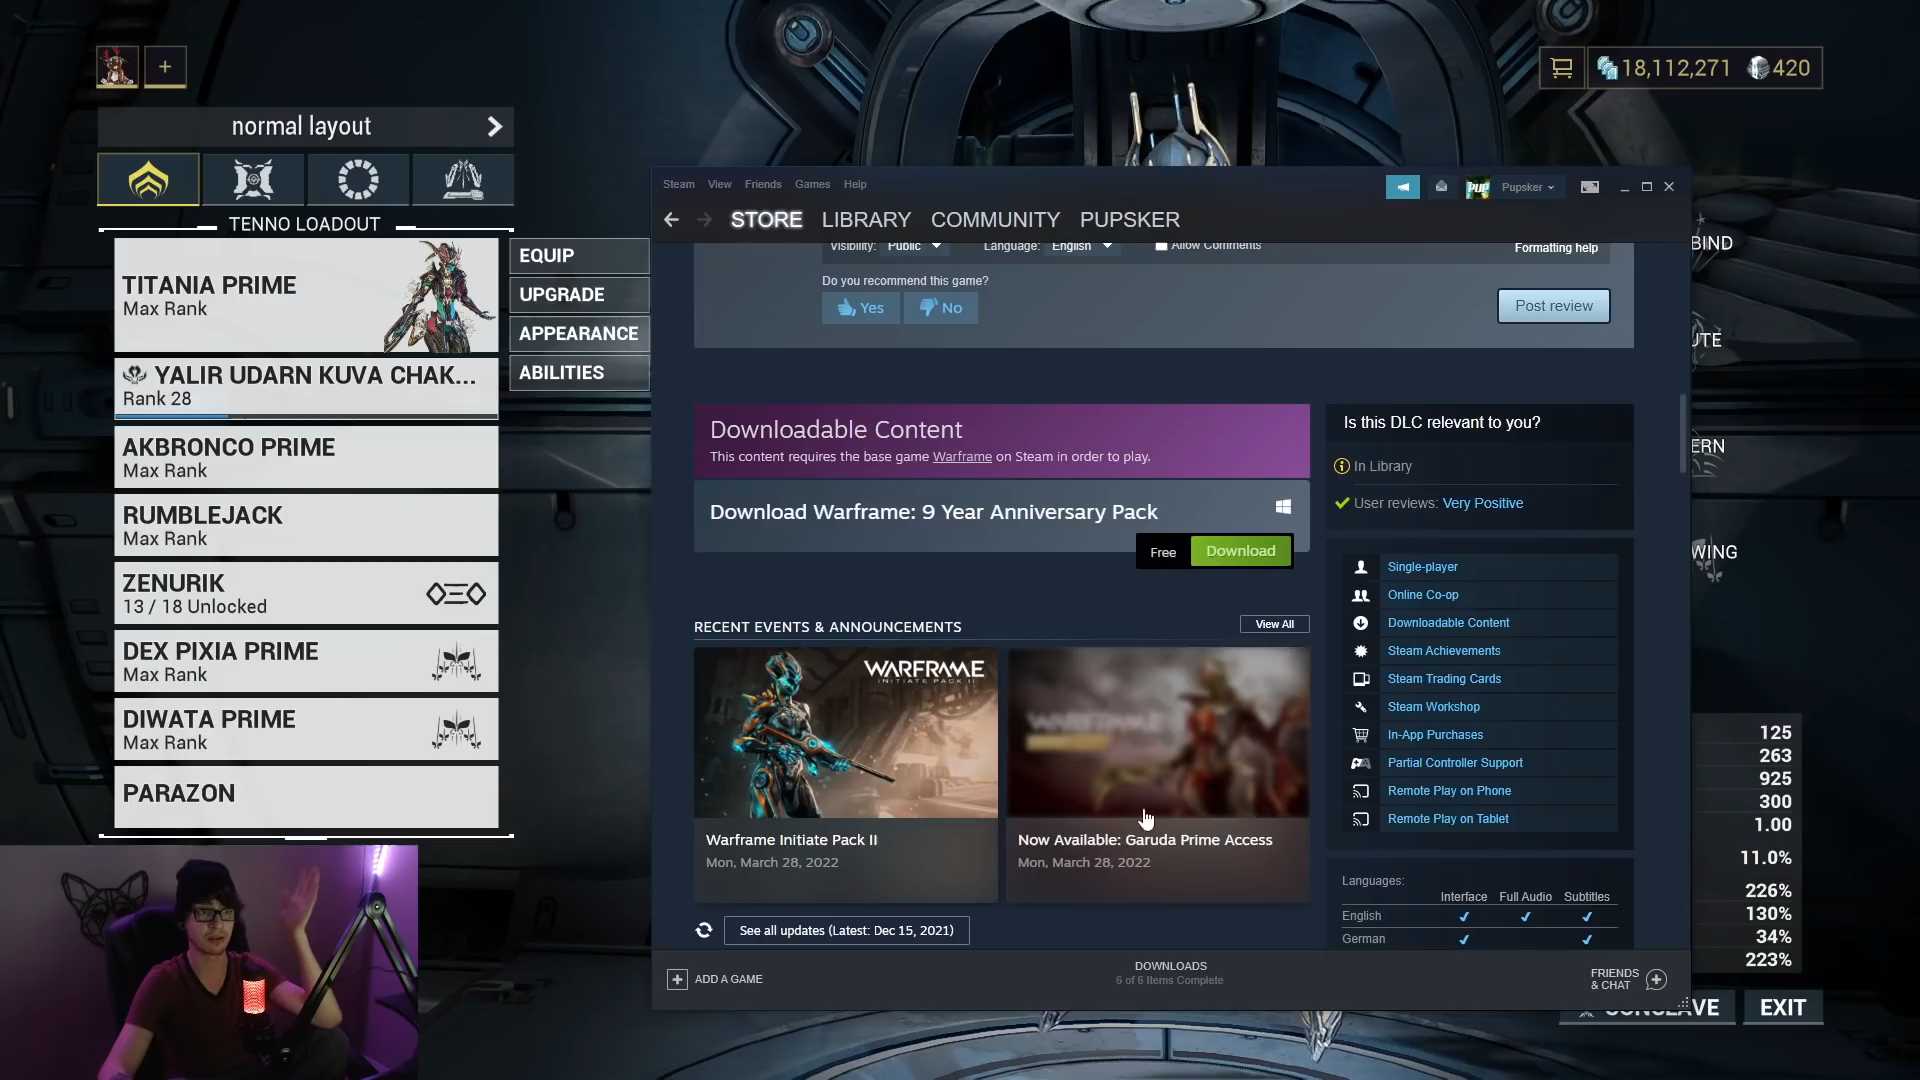 +
18,112,271 420
normal layout
TENNO LOADOUT
TITANIA PRIME
Max Rank
YALIR UDARN KUVA CHAK...
Rank 28
AKBRONCO PRIME
Max Rank
RUMBLEJACK
Max Rank
ZENURIK
13 / 18 Unlocked
DEX PIXIA PRIME
Max Rank
DIWATA PRIME
Max Rank
PARAZON
EQUIP
UPGRADE
APPEARANCE
ABILITIES
Steam View Friends Games Help
PUP Pupsker
STORE LIBRARY COMMUNITY PUPSKER
Visibility: Public Language: English Allow Comments Formatting help
Do you recommend this game?
Yes No Post review
Downloadable Content
This content requires the base game Warframe on Steam in order to play.
Download Warframe: 9 Year Anniversary Pack
Free Download
RECENT EVENTS & ANNOUNCEMENTS View All
WARFRAME
INITIATE PACK II
Warframe Initiate Pack II
Mon, March 28, 2022
Now Available: Garuda Prime Access
Mon, March 28, 2022
See all updates (Latest: Dec 15, 2021)
Is this DLC relevant to you?
In Library
User reviews: Very Positive
Single-player
Online Co-op
Downloadable Content
Steam Achievements
Steam Trading Cards
Steam Workshop
In-App Purchases
Partial Controller Support
Remote Play on Phone
Remote Play on Tablet
Languages:
Interface Full Audio Subtitles
English
German
ADD A GAME
DOWNLOADS
6 of 6 Items Complete
FRIENDS
& CHAT
BIND
UTE
ERN
WING
125
263
925
300
1.00
11.0%
226%
130%
34%
223%
CONCLAVE EXIT